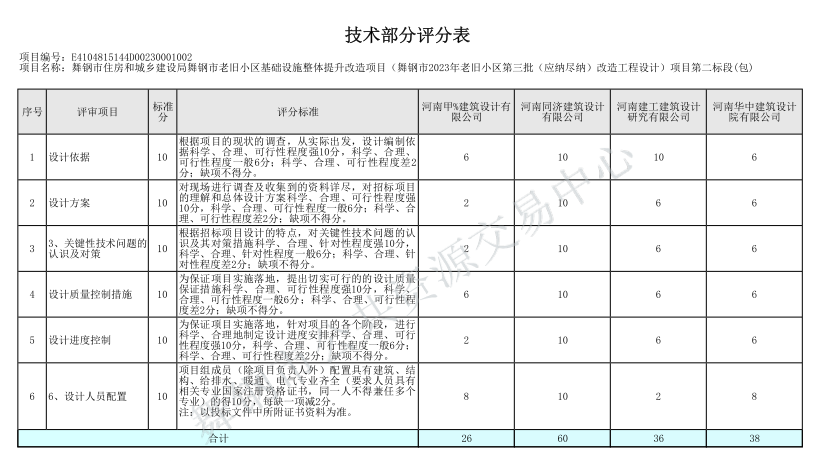 技术部分评分表
项目编号：E4104815144D00230001002
项目名称：舞钢市住房和城乡建设局舞钢市老旧小区基础设施整体提升改造项目（舞钢市2023年老旧小区第三批（应纳尽纳）改造工程设计）项目第二标段(包)
序号 评审项目 标准分 评分标准 河南甲%建筑设计有限公司 河南同济建筑设计有限公司 河南建工建筑设计研究有限公司 河南华中建筑设计院有限公司
1 设计依据 10 根据项目的现状的调查，从实际出发，设计编制依
据科学、合理、可行性程度强10分，科学、合理、
可行性程度一般6分；科学、合理、可行性程度差2
分；缺项不得分。 6 10 10 6
2 设计方案 10 对现场进行调查及收集到的资料详尽，对招标项目
的理解和总体设计方案科学、合理、可行性程度强
10分，科学、合理、可行性程度一般6分；科学、合
理、可行性程度差2分；缺项不得分。 2 10 6 6
3 3、关键性技术问题的认识及对策 10 根据招标项目设计的特点，对关键性技术问题的认
识及其对策措施科学、合理、针对性程度强10分，
科学、合理、针对性程度一般6分；科学、合理、针
对性程度差2分；缺项不得分。 2 10 6 6
4 设计质量控制措施 10 为保证项目实施落地，提出切实可行的的设计质量
保证措施科学、合理、可行性程度强10分，科学、
合理、可行性程度一般6分；科学、合理、可行性程
度差2分；缺项不得分。 6 10 6 6
5 设计进度控制 10 为保证项目实施落地，针对项目的各个阶段，进行
科学、合理地制定设计进度安排科学、合理、可行
性程度强10分，科学、合理、可行性程度一般6分；
科学、合理、可行性程度差2分；缺项不得分。 2 10 6 6
6 6、设计人员配置 10 项目组成员（除项目负责人外）配置具有建筑、结
构、给排水、暖通、电气专业齐全（要求人员具有
相关专业国家注册资格证书，同一人不得兼任多个
专业）的得10分，每缺一项减2分。
注：以投标文件中所附证书资料为准。 8 10 2 8
合计 26 60 36 38